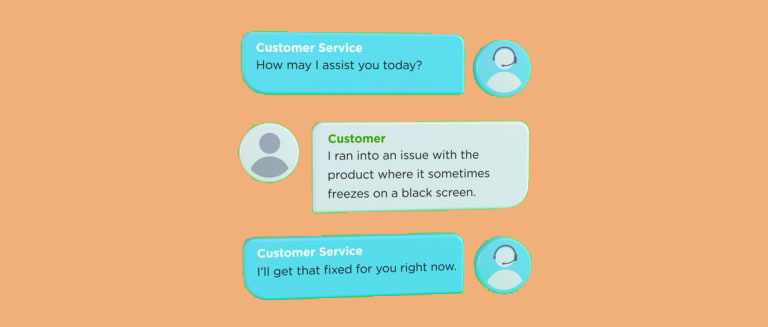 Customer Service
How may I assist you today?
Customer
I ran into an issue with the
product where it sometimes
freezes on a black screen.
Customer Service
I'll get that fixed for you right now.